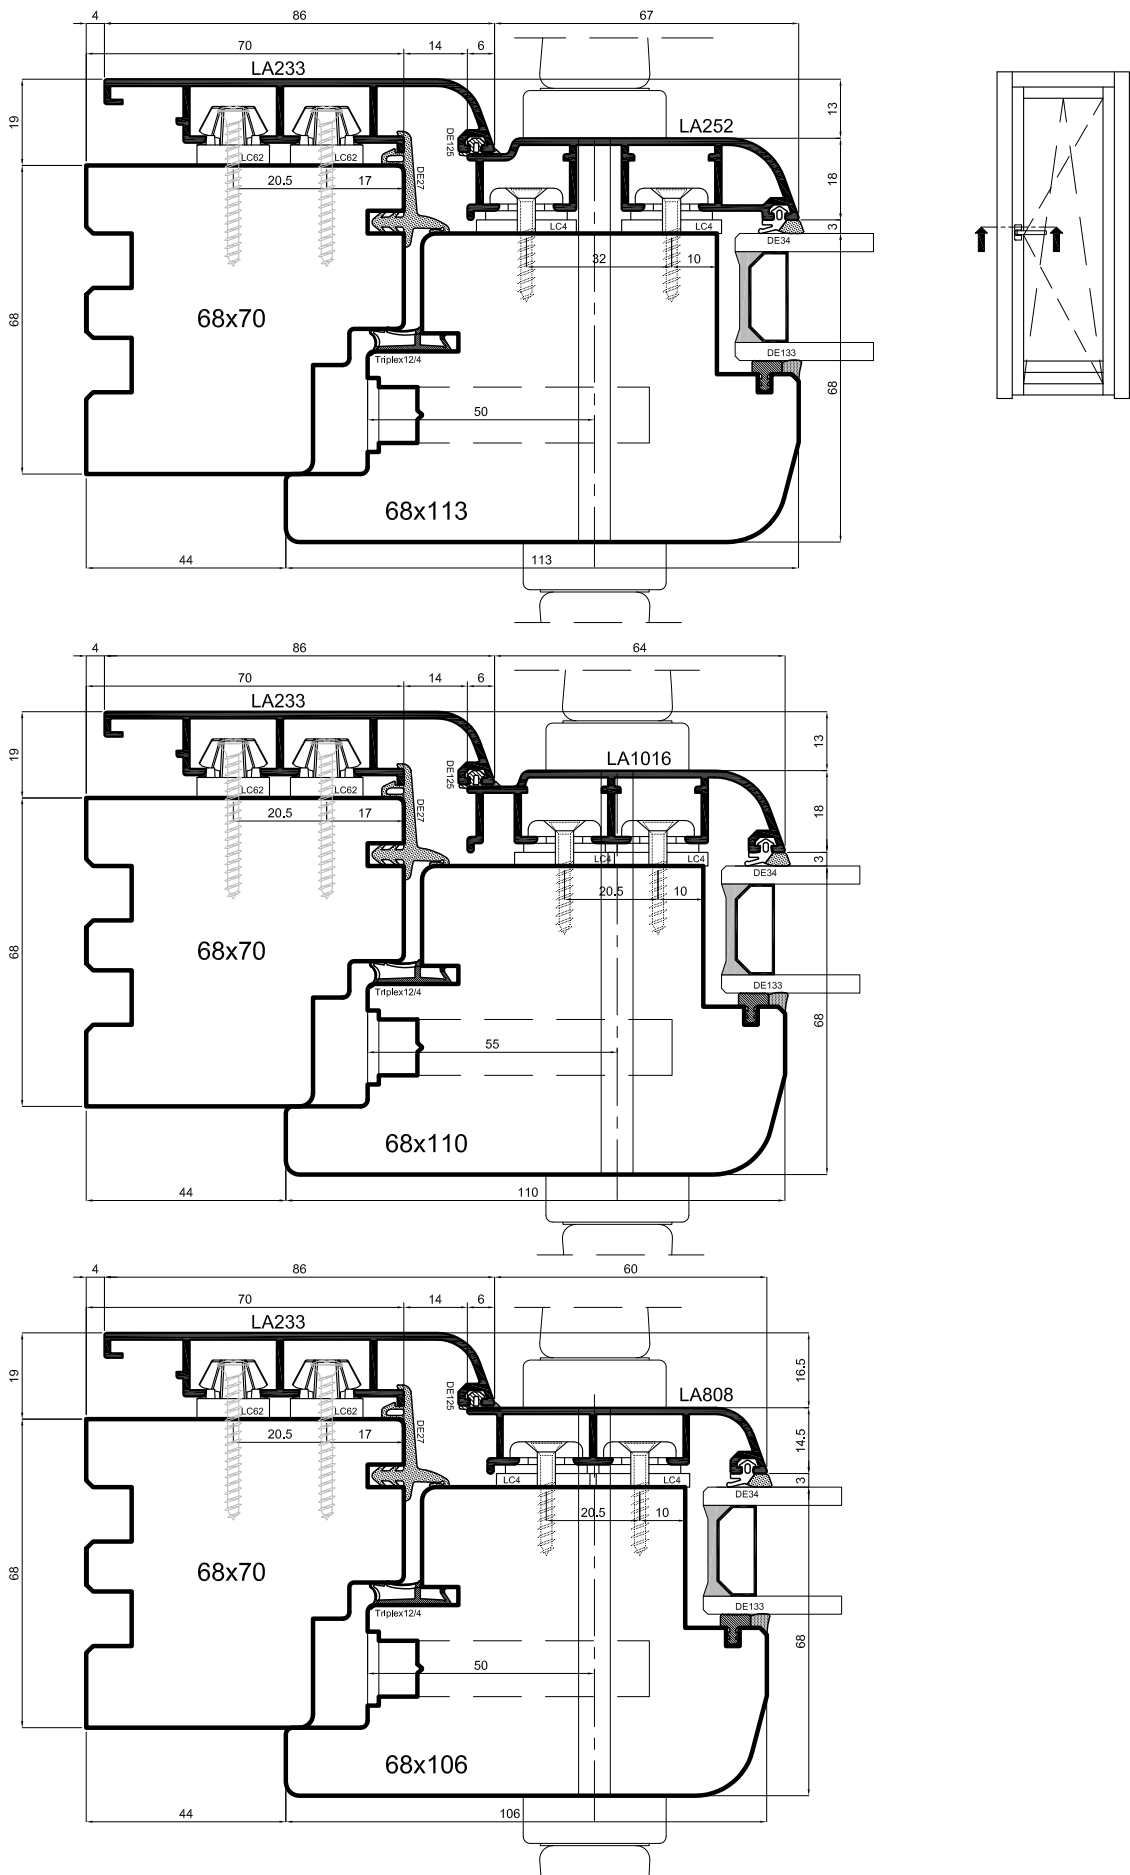 4 86 67
70 14 6
LA233
19
13
DE125
LA252
LC62 LC62
DE27
18
20.5 17
LC4 LC4
3
DE34
32 10
68
68x70
DE133
Triplex12/4
68
50
68x113
44 113
4 86 64
70 14 6
LA233
19
13
DE125
LA1016
LC62 LC62
DE27
18
20.5 17
LC4 LC4
3
DE34
20.5 10
68
68x70
DE133
Triplex12/4
68
55
68x110
44 110
4 86 60
70 14 6
LA233
19
16.5
DE125
LA808
LC62 LC62
DE27
14.5
20.5 17
LC4 LC4
3
DE34
20.5 10
68
68x70
DE133
Triplex12/4
68
50
68x106
44 106